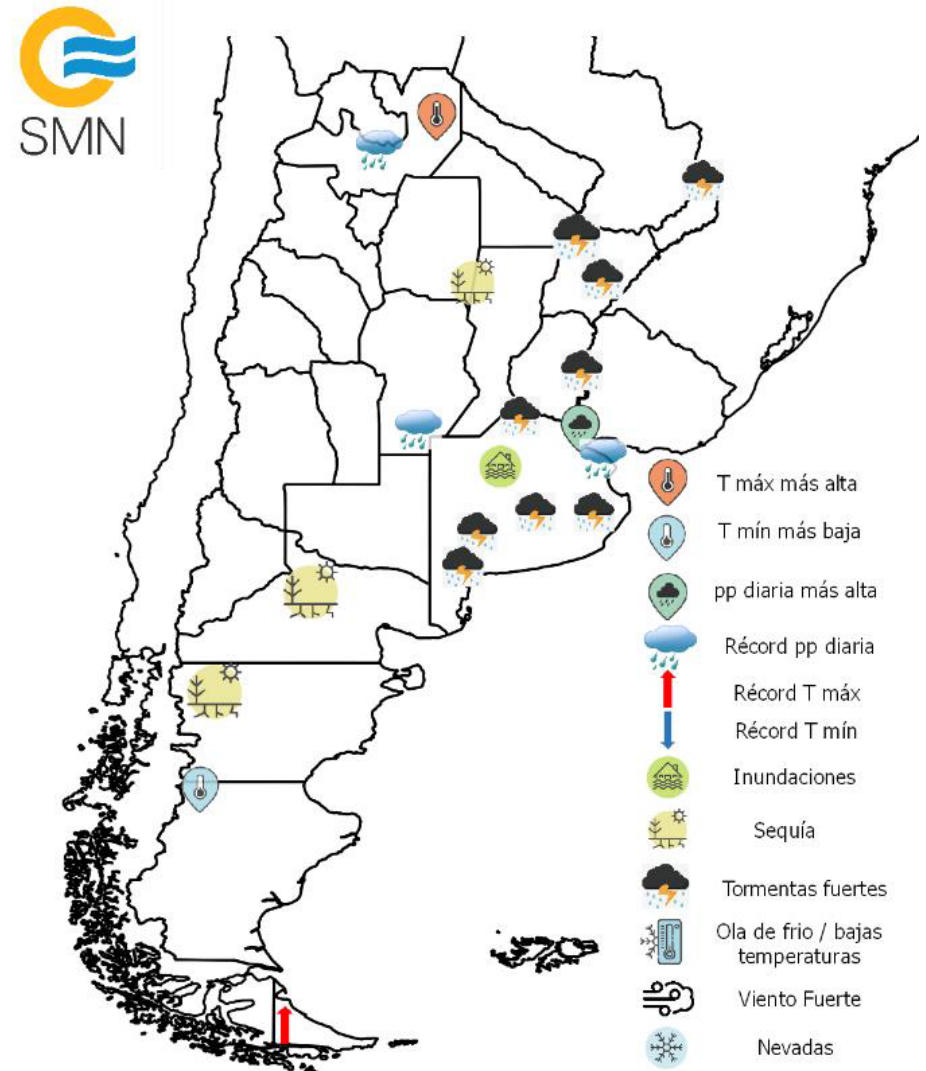 SMN
T máx más alta
T mín más baja
pp diaria más alta
Récord pp diaria
Récord T máx
Récord T mín
Inundaciones
Sequía
Tormentas fuertes
Ola de frio / bajas
temperaturas
Viento Fuerte
Nevadas